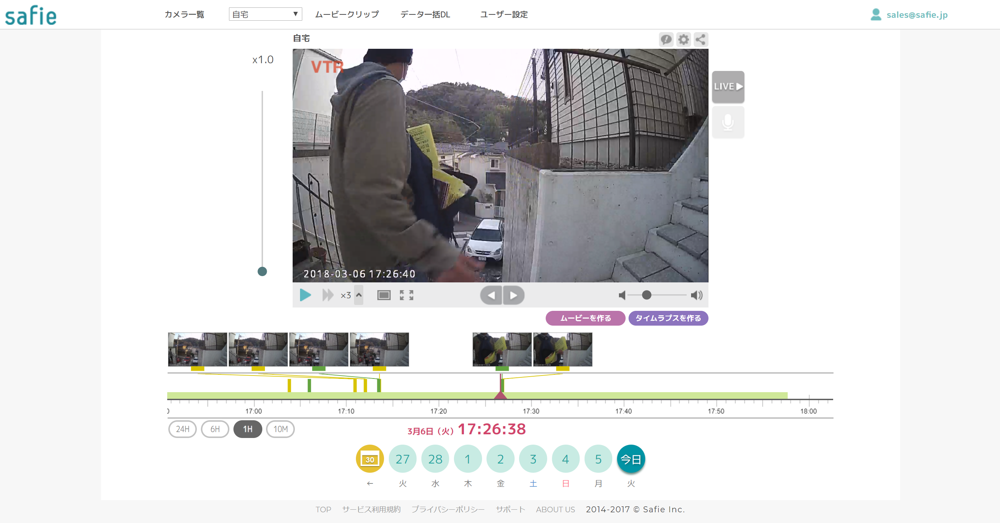 safie
カメラ一覧
自宅
ムービークリップ
データ一括DL
ユーザー設定
sales@safie.jp
自宅
x1.0
VTR
LIVE
2018-03-06 17:26:40
×3
ムービーを作る
タイムラプスを作る
17:00 17:10 17:20 17:30 17:40 17:50 18:00
24H 6H 1H 10M
3月6日（火）17:26:38
30 27 28 1 2 3 4 5 今日
← 火 水 木 金 土 日 月 火
TOP サービス利用規約 プライバシーポリシー サポート ABOUT US 2014-2017 © Safie Inc.